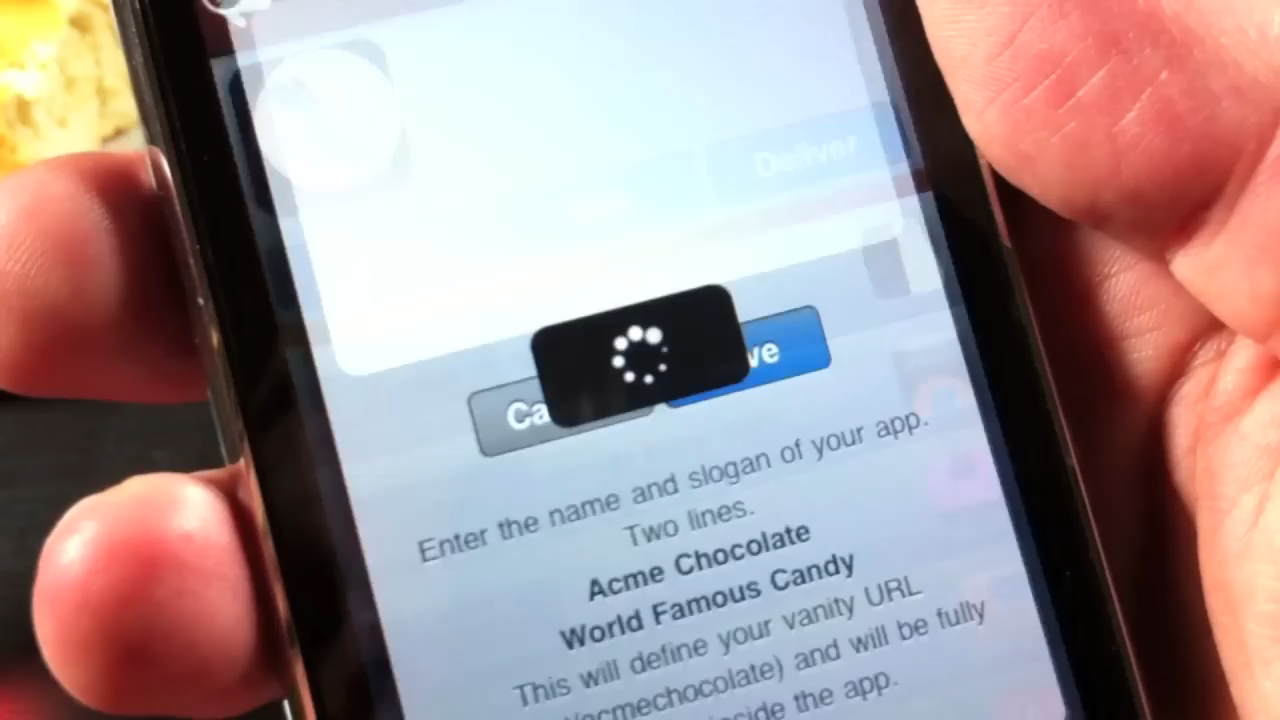 Deliver
Ca
ve
Enter the name and slogan of your app.
Two lines.
Acme Chocolate
World Famous Candy
This will define your vanity URL
/acmechocolate) and will be fully
inside the app.